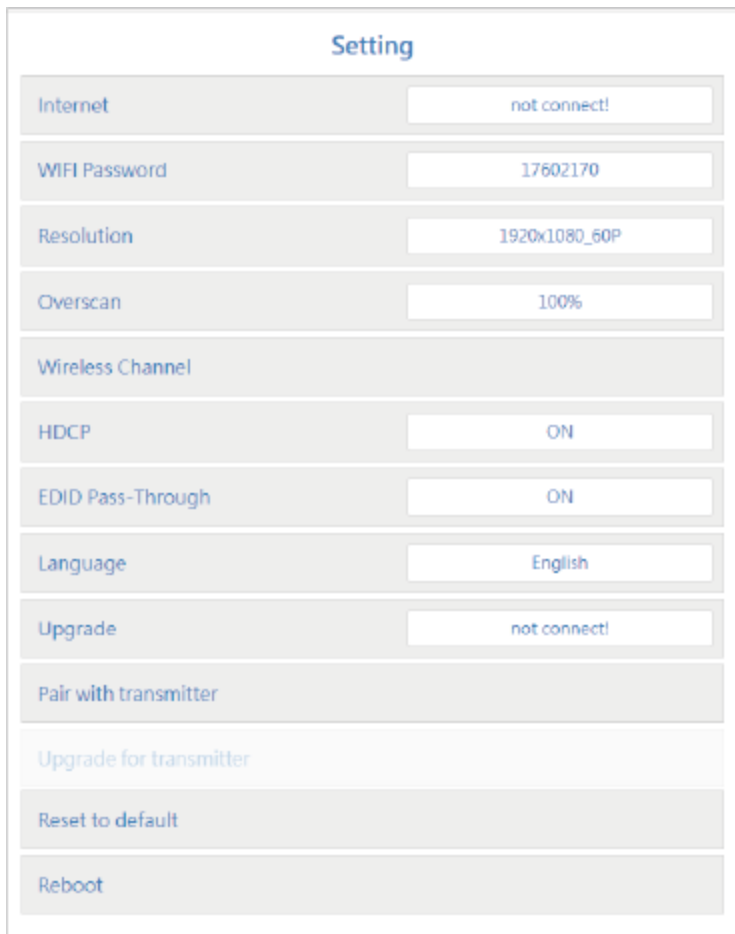 Setting
Internet not connect!
WIFI Password 17602170
Resolution 1920x1080_60P
Overscan 100%
Wireless Channel
HDCP ON
EDID Pass-Through ON
Language English
Upgrade not connect!
Pair with transmitter
Upgrade for transmitter
Reset to default
Reboot